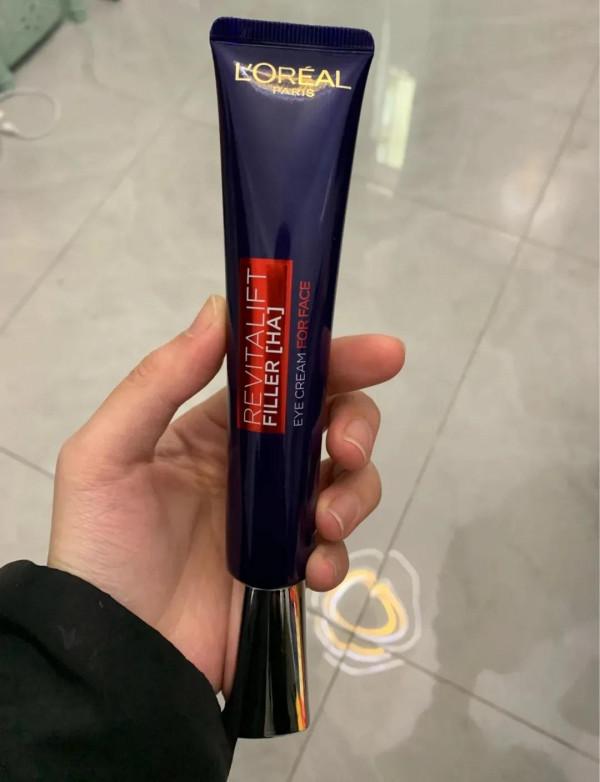 L'ORÉAL
PARIS
REVITALIFT
FILLER [HA]
EYE CREAM FOR FACE